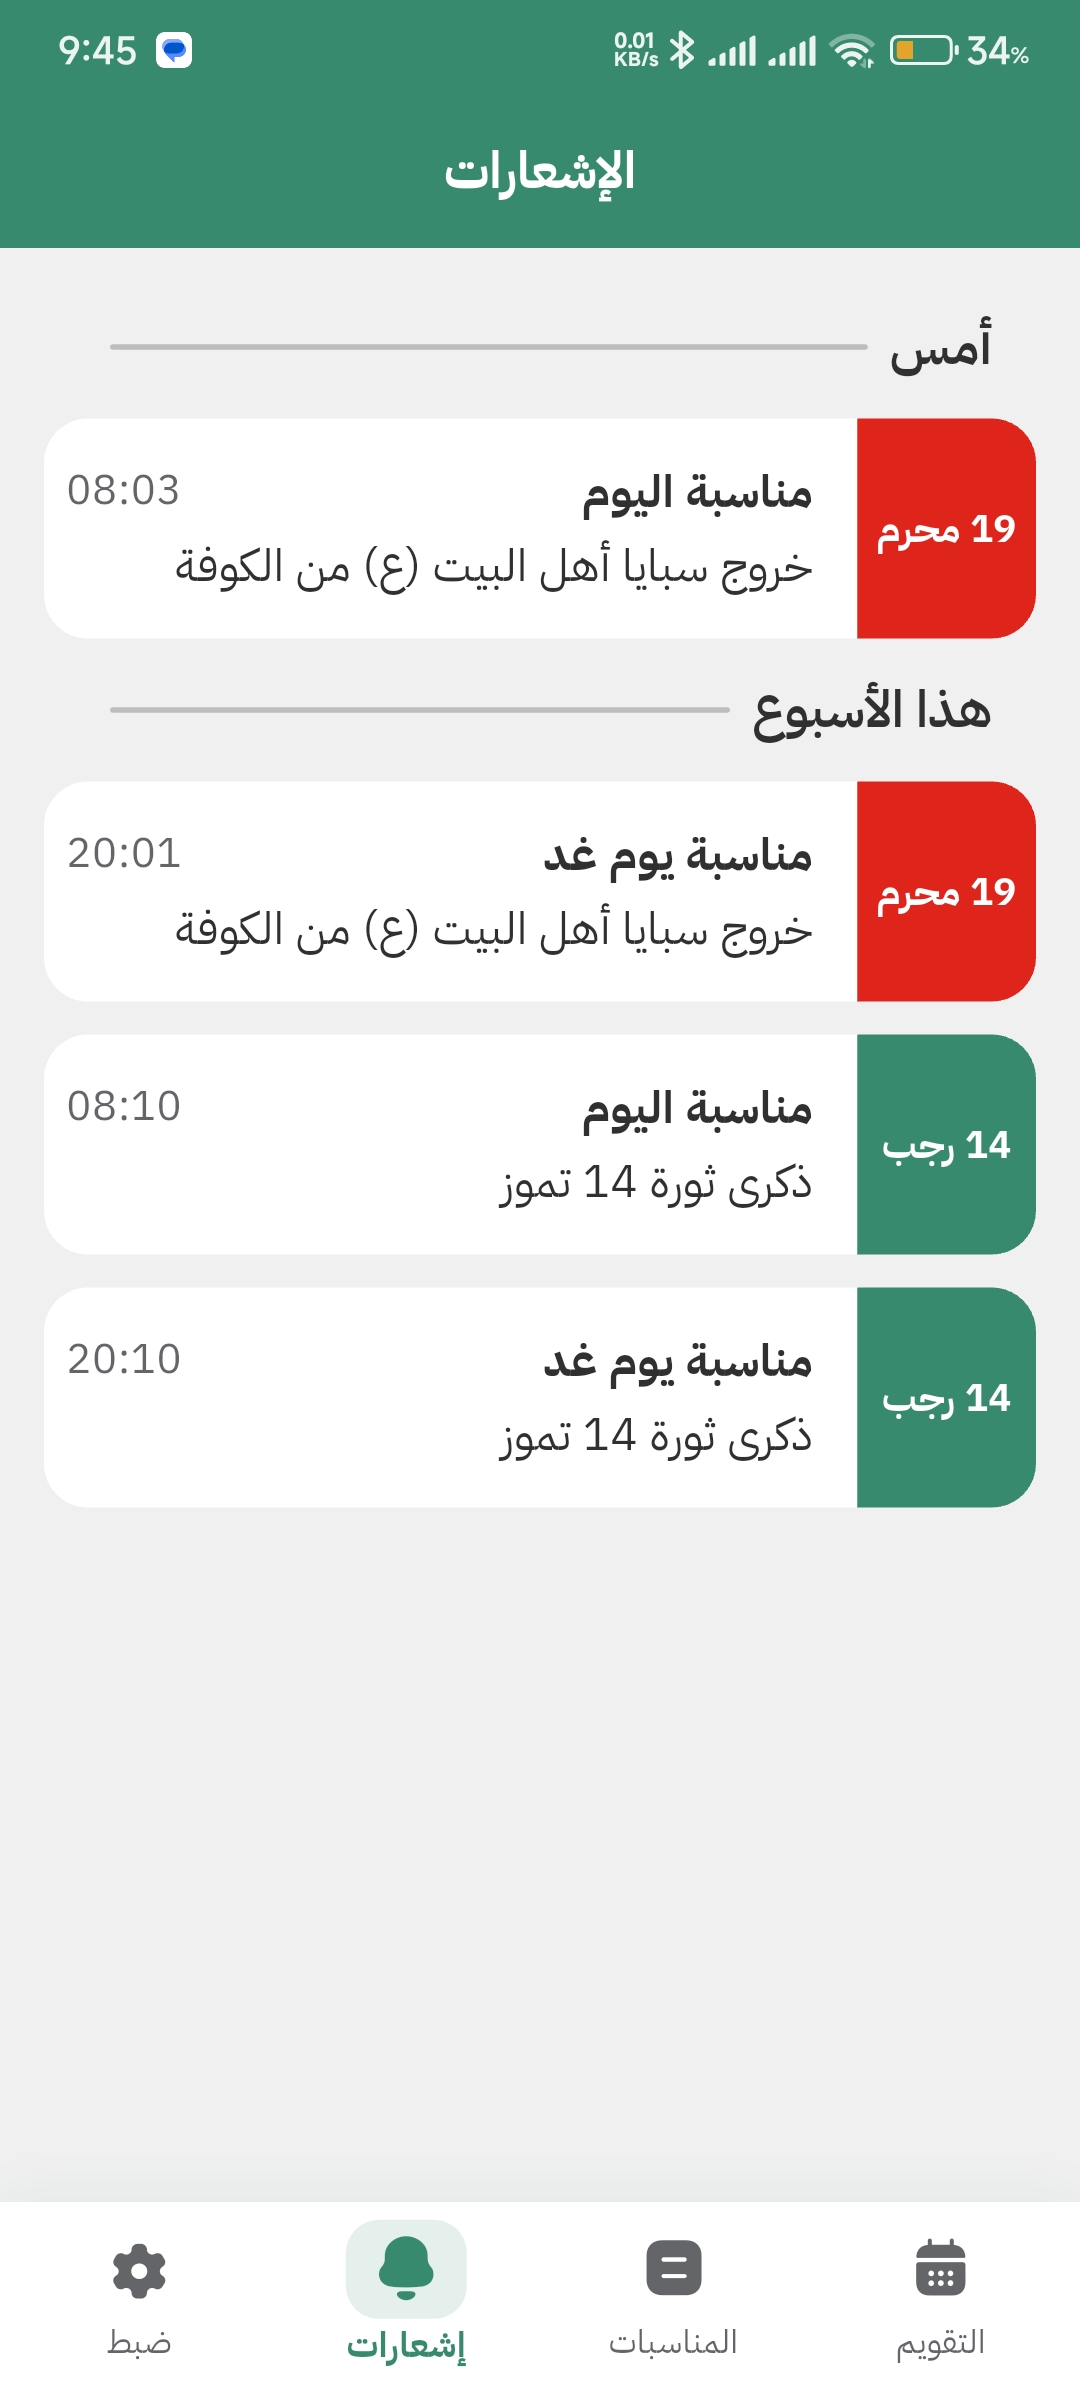 9:45
0.01 KB/s
34%
الإشعارات
أمس
19 محرم
مناسبة اليوم
08:03
خروج سبايا أهل البيت (ع) من الكوفة
هذا الأسبوع
19 محرم
مناسبة يوم غد
20:01
خروج سبايا أهل البيت (ع) من الكوفة
14 رجب
مناسبة اليوم
08:10
ذكرى ثورة 14 تموز
14 رجب
مناسبة يوم غد
20:10
ذكرى ثورة 14 تموز
التقويم
المناسبات
إشعارات
ضبط